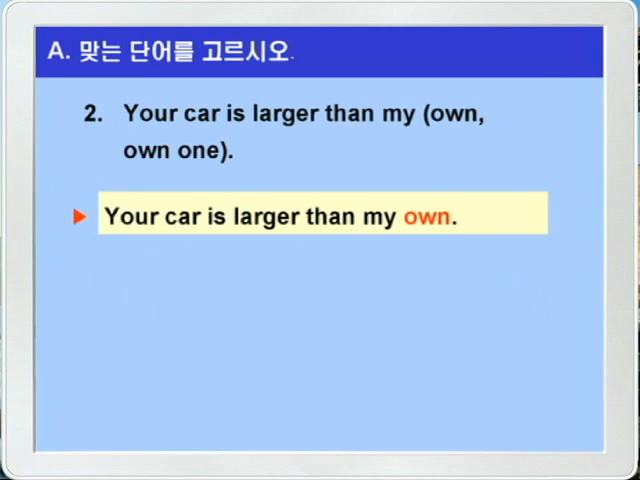 A. 맞는 단어를 고르시오.
2. Your car is larger than my (own,
own one).
Your car is larger than my own.